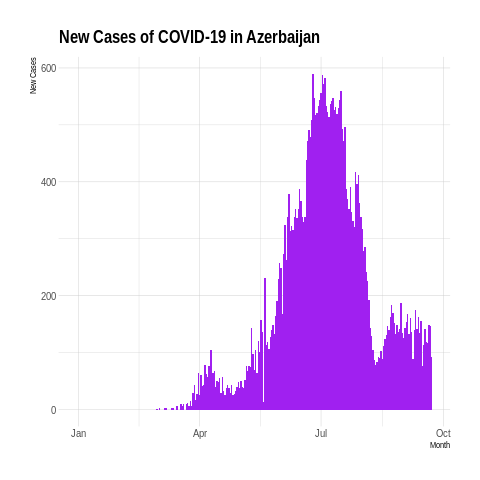 New Cases of COVID-19 in Azerbaijan
New Cases
600
400
200
0
Jan Apr Jul Oct
Month